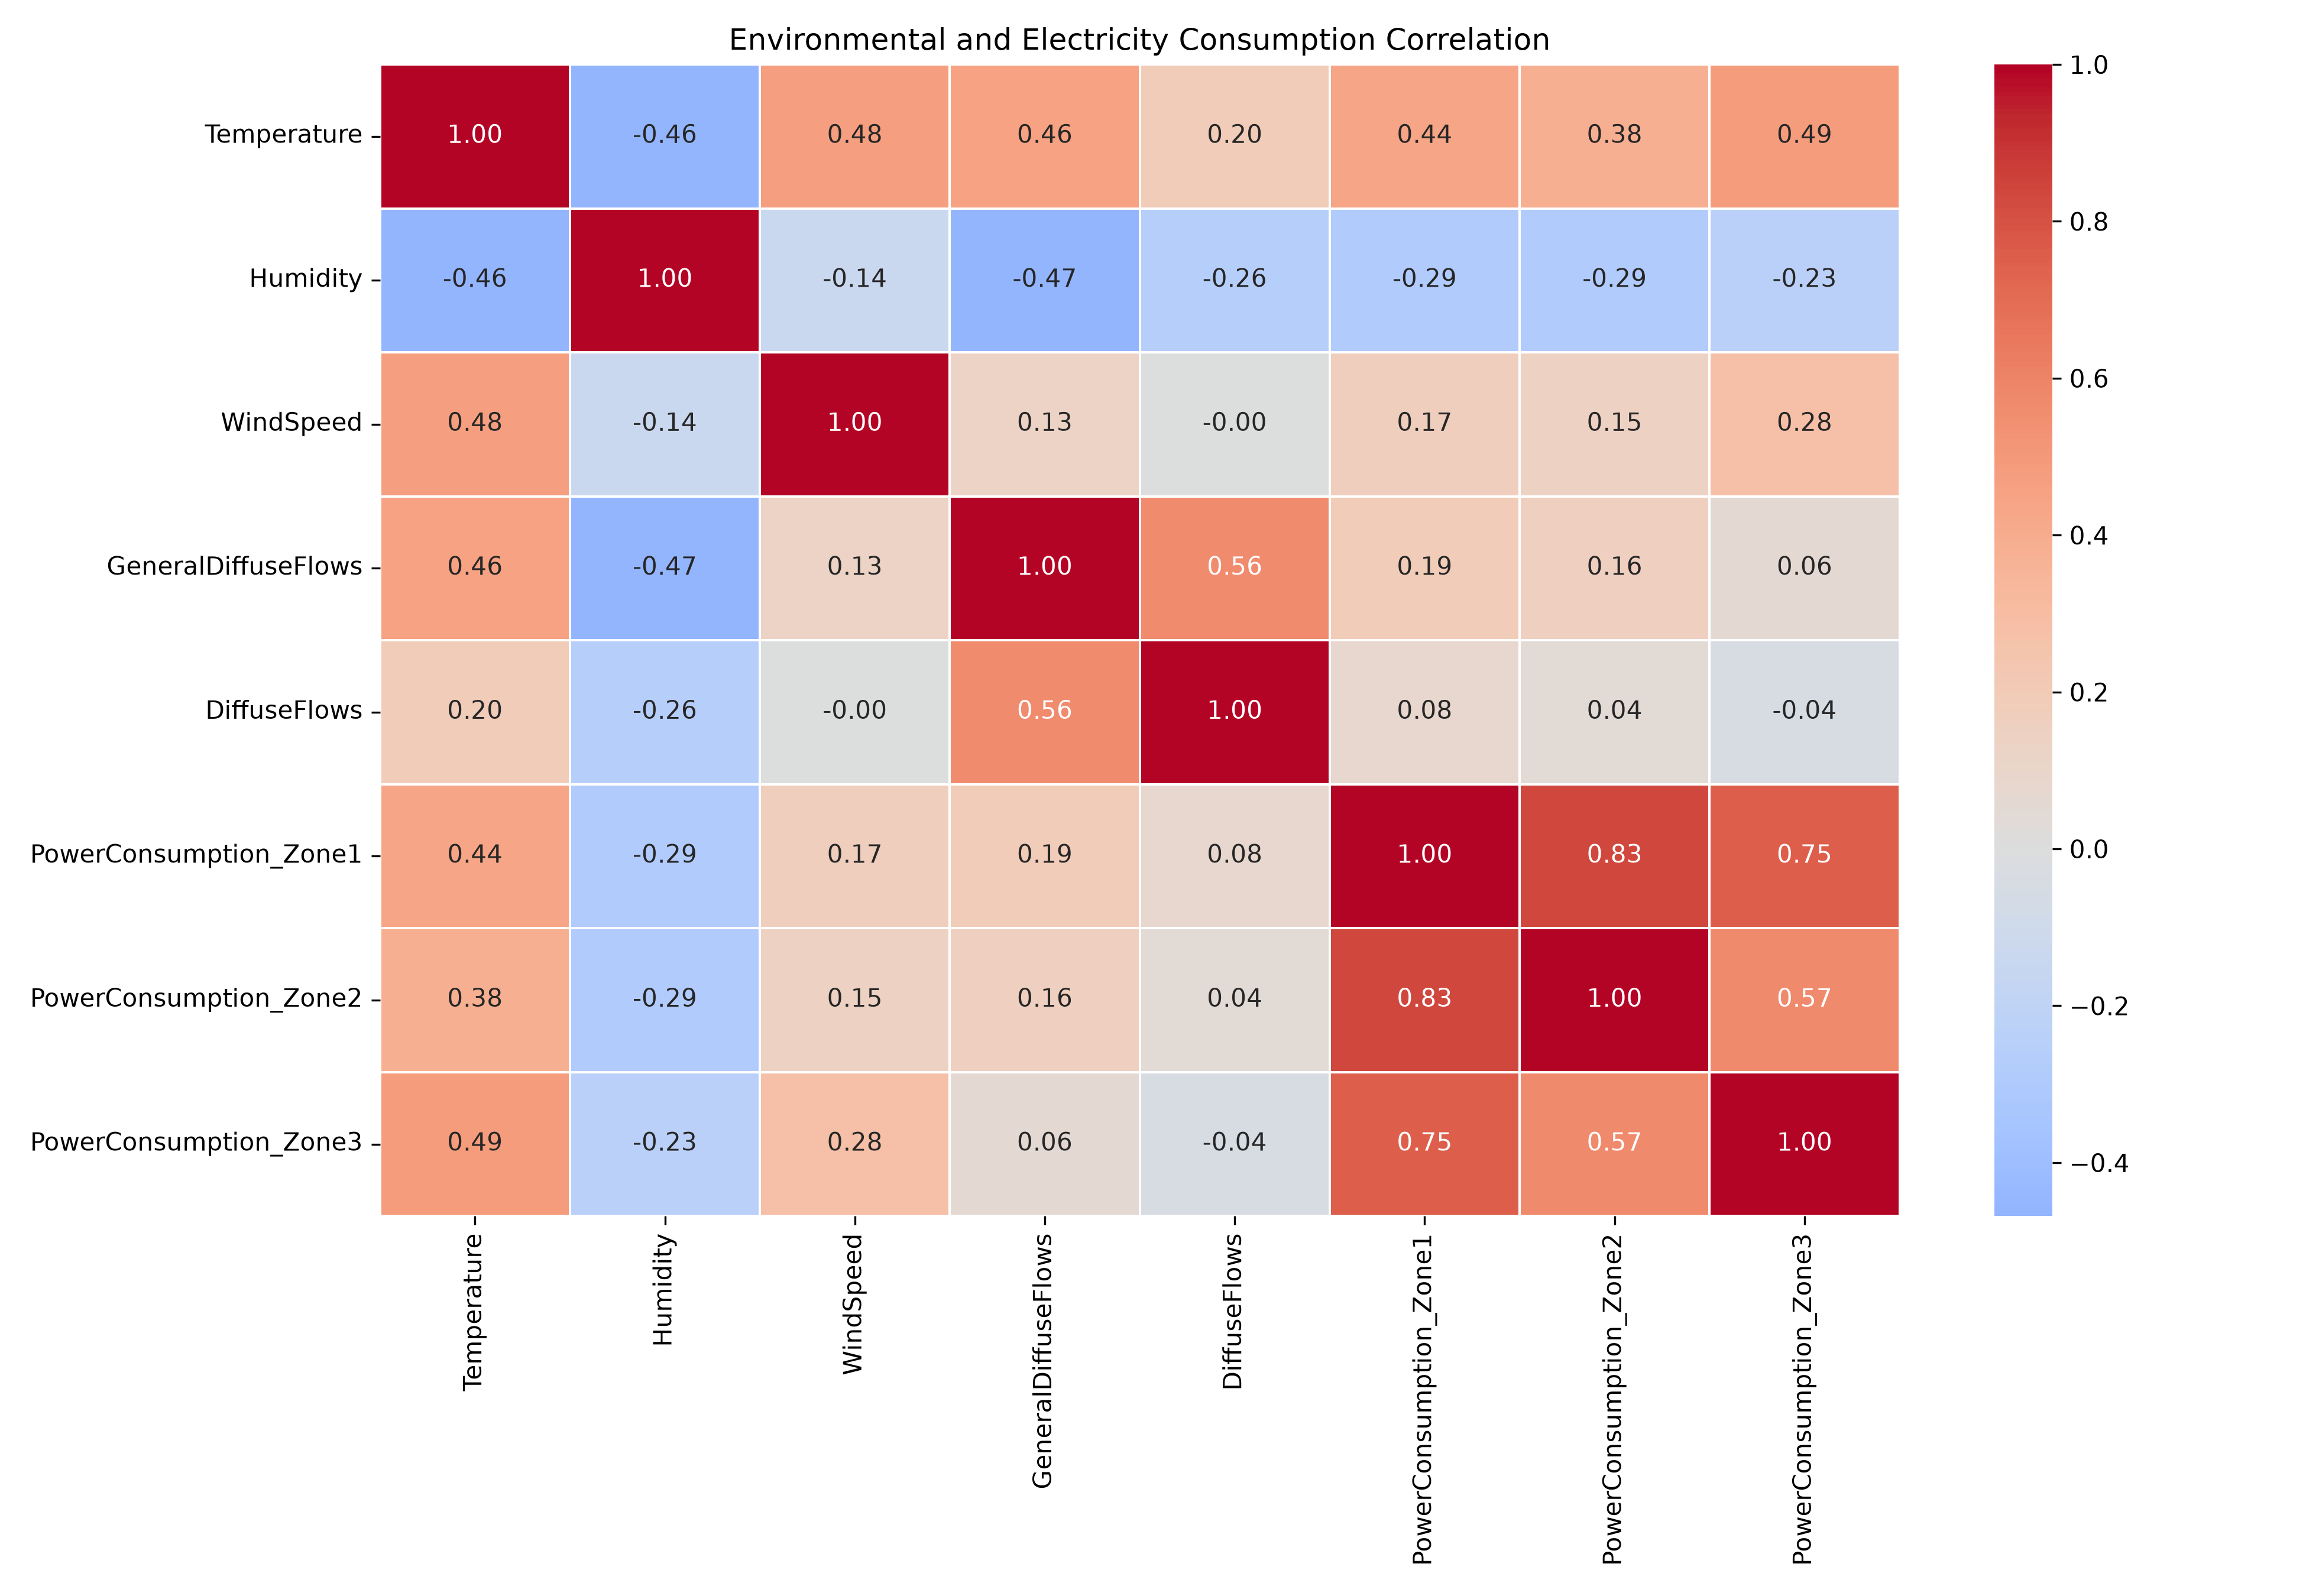 Environmental and Electricity Consumption Correlation
Temperature 1.00 -0.46 0.48 0.46 0.20 0.44 0.38 0.49
Humidity -0.46 1.00 -0.14 -0.47 -0.26 -0.29 -0.29 -0.23
WindSpeed 0.48 -0.14 1.00 0.13 -0.00 0.17 0.15 0.28
GeneralDiffuseFlows 0.46 -0.47 0.13 1.00 0.56 0.19 0.16 0.06
DiffuseFlows 0.20 -0.26 -0.00 0.56 1.00 0.08 0.04 -0.04
PowerConsumption_Zone1 0.44 -0.29 0.17 0.19 0.08 1.00 0.83 0.75
PowerConsumption_Zone2 0.38 -0.29 0.15 0.16 0.04 0.83 1.00 0.57
PowerConsumption_Zone3 0.49 -0.23 0.28 0.06 -0.04 0.75 0.57 1.00
Temperature
Humidity
WindSpeed
GeneralDiffuseFlows
DiffuseFlows
PowerConsumption_Zone1
PowerConsumption_Zone2
PowerConsumption_Zone3
1.0
0.8
0.6
0.4
0.2
0.0
−0.2
−0.4